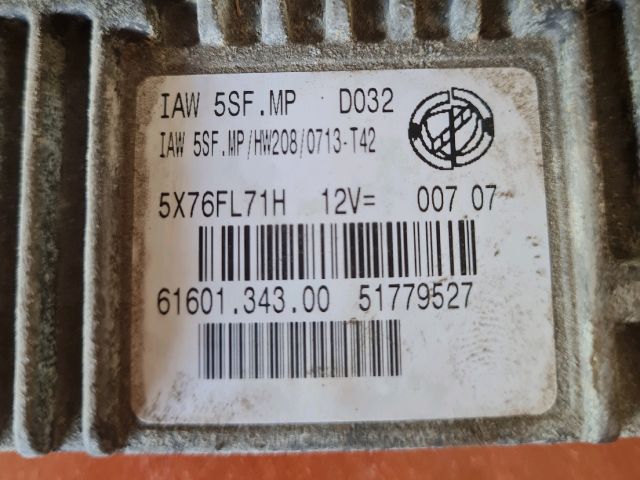 IAW 5SF.MP D032
IAW 5SF.MP/HW208/0713-T42
5X76FL71H 12V= 007 07
61601.343.00 51779527